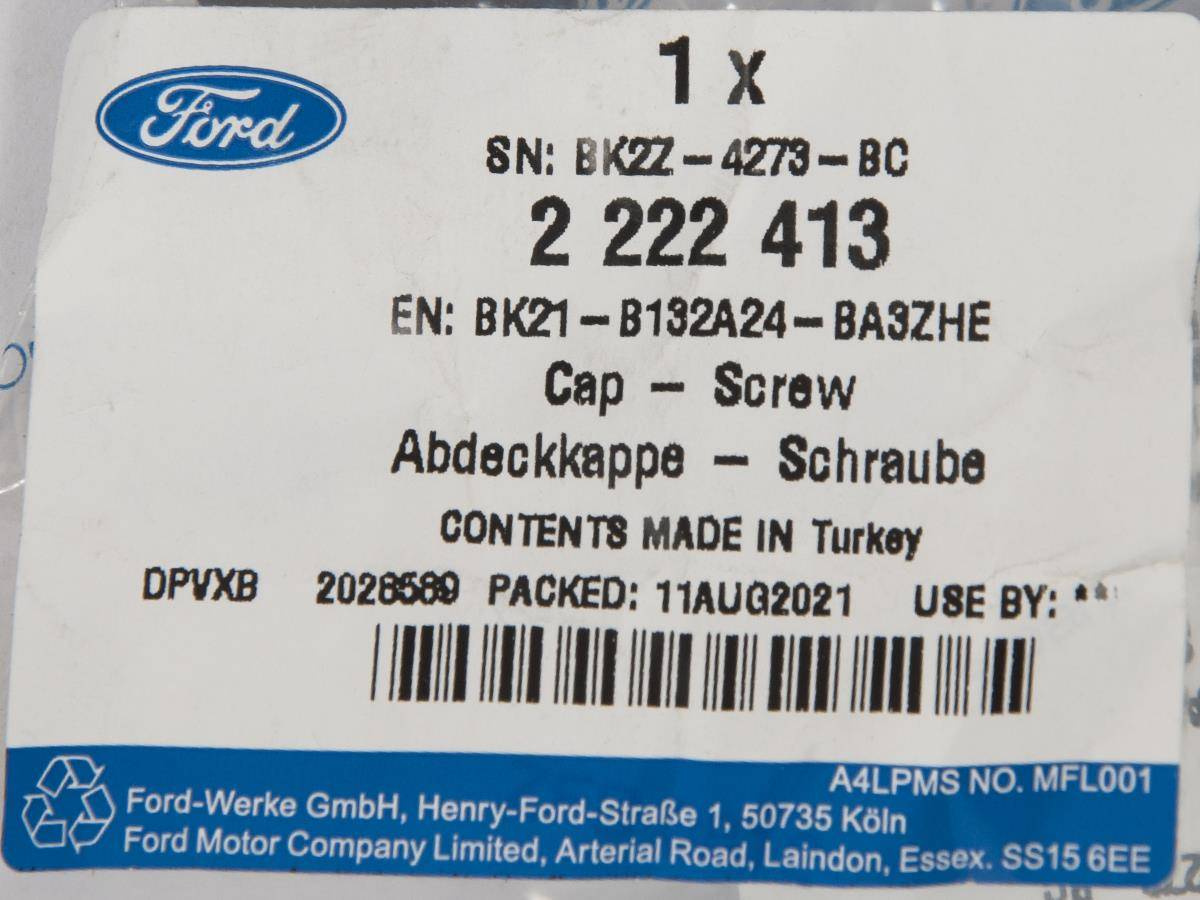 1 x
Ford
SN: BK2Z-4273-BC
2 222 413
EN: BK21-B132A24-BA3ZHE
Cap - Screw
Abdeckkappe - Schraube
CONTENTS MADE IN Turkey
DPVXB 2028589 PACKED: 11AUG2021 USE BY: **
A4LPMS NO. MFL001
Ford-Werke GmbH, Henry-Ford-Straße 1, 50735 Köln
Ford Motor Company Limited, Arterial Road, Laindon, Essex. SS15 6EE